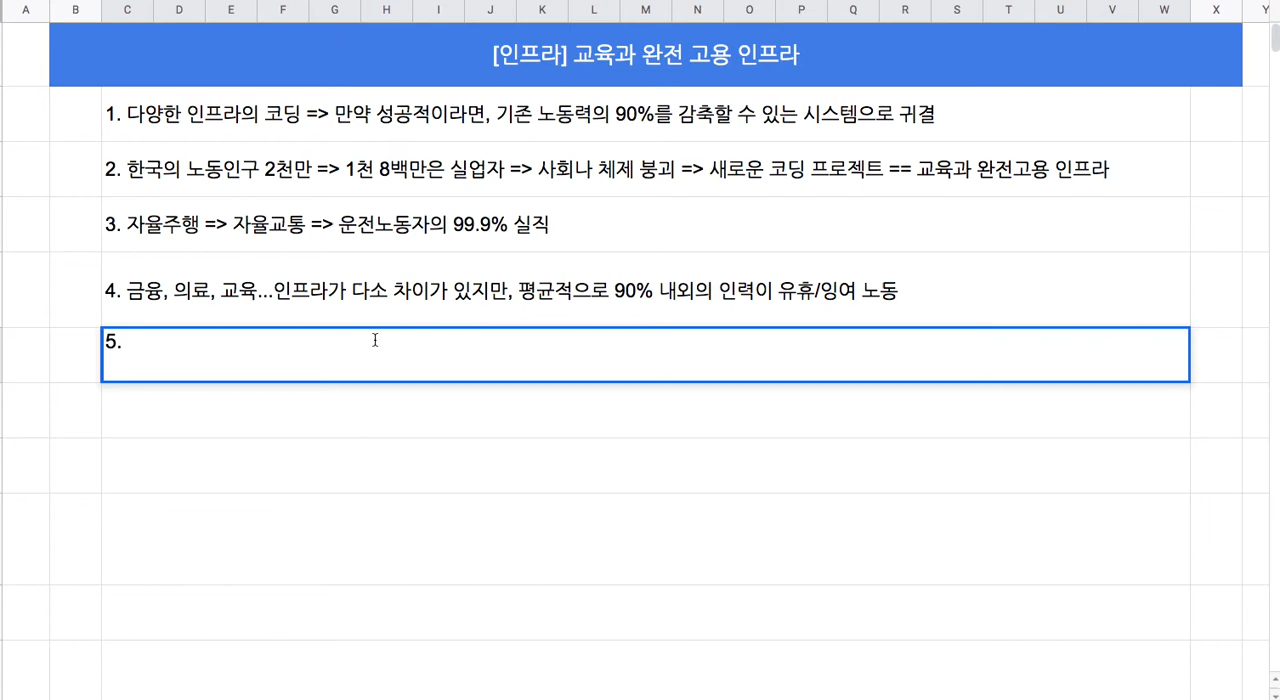 A B C D E F G H I J K L M N O P Q R S T U V W X Y
[인프라] 교육과 완전 고용 인프라
1. 다양한 인프라의 코딩 => 만약 성공적이라면, 기존 노동력의 90%를 감축할 수 있는 시스템으로 귀결
2. 한국의 노동인구 2천만 => 1천 8백만은 실업자 => 사회나 체제 붕괴 => 새로운 코딩 프로젝트 == 교육과 완전고용 인프라
3. 자율주행 => 자율교통 => 운전노동자의 99.9% 실직
4. 금융, 의료, 교육...인프라가 다소 차이가 있지만, 평균적으로 90% 내외의 인력이 유휴/잉여 노동
5.